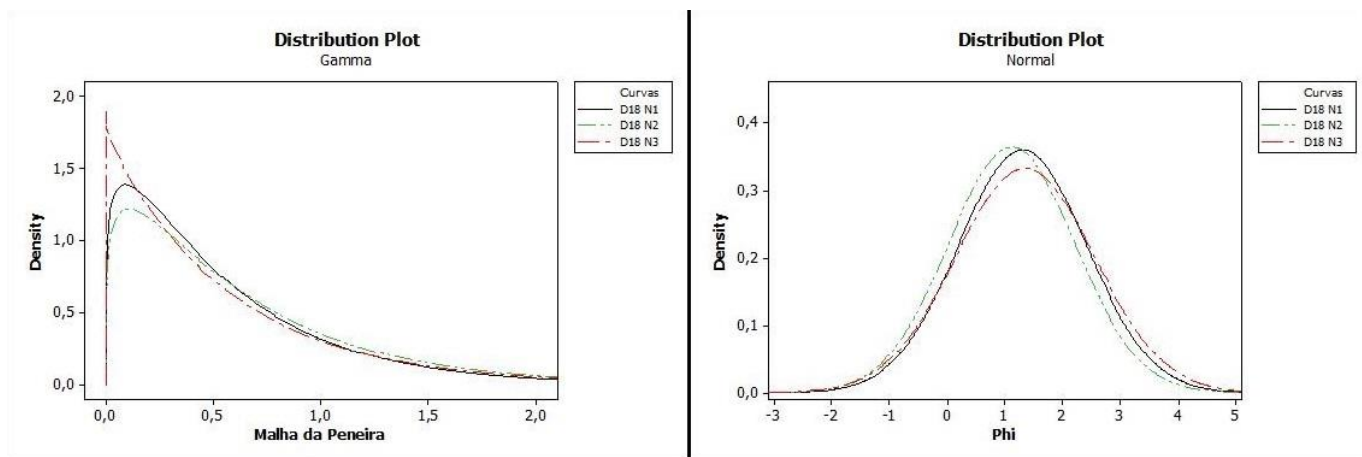 Distribution Plot
Gamma
Curvas
D18 N1
D18 N2
D18 N3
2,0
1,5
1,0
0,5
0,0
Density
0,0 0,5 1,0 1,5 2,0
Malha da Peneira
Distribution Plot
Normal
Curvas
D18 N1
D18 N2
D18 N3
0,4
0,3
0,2
0,1
0,0
Density
-3 -2 -1 0 1 2 3 4 5
Phi